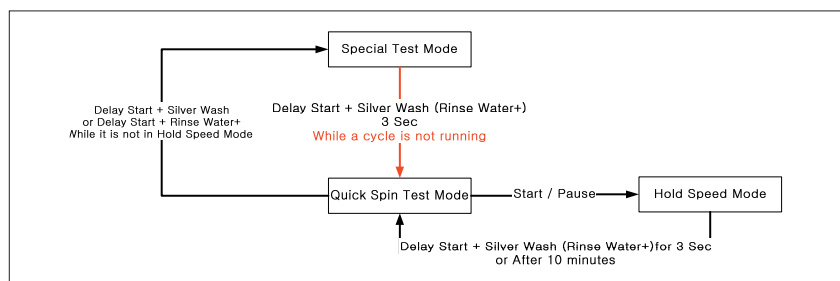 Special Test Mode
Delay Start + Silver Wash
or Delay Start + Rinse Water+
While it is not in Hold Speed Mode
Delay Start + Silver Wash (Rinse Water+)
3 Sec
While a cycle is not running
Quick Spin Test Mode
Start / Pause
Hold Speed Mode
Delay Start + Silver Wash (Rinse Water+)for 3 Sec
or After 10 minutes